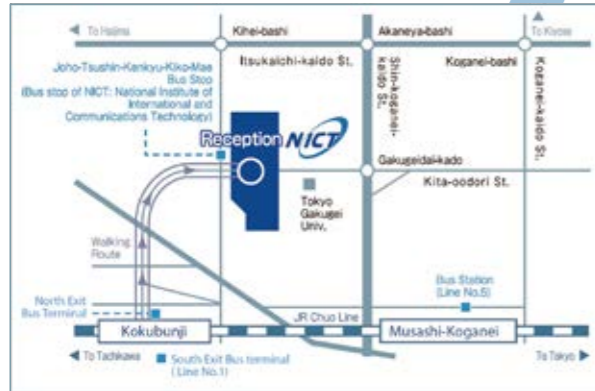 To Haijima
Kihei-bashi
Akaneya-bashi
To Kiyose
Itsukaichi-kaido St.
Koganei-bashi
Shin-koganei-
kaido St.
Koganei-kaido St.
Joho-Tsushin-Kenkyu-Kiko-Mae
Bus Stop
(Bus stop of NICT: National Institute of
International and
Communications Technology)
Reception
NICT
Gakugeidai-kado
Kita-oodori St.
Tokyo
Gakugei
Univ.
Walking
Route
Bus Station
(Line No.5)
North Exit
Bus Terminal
JR Chuo Line
Kokubunji
Musashi-Koganei
To Tachikawa
South Exit Bus terminal
(Line No.1)
To Tokyo